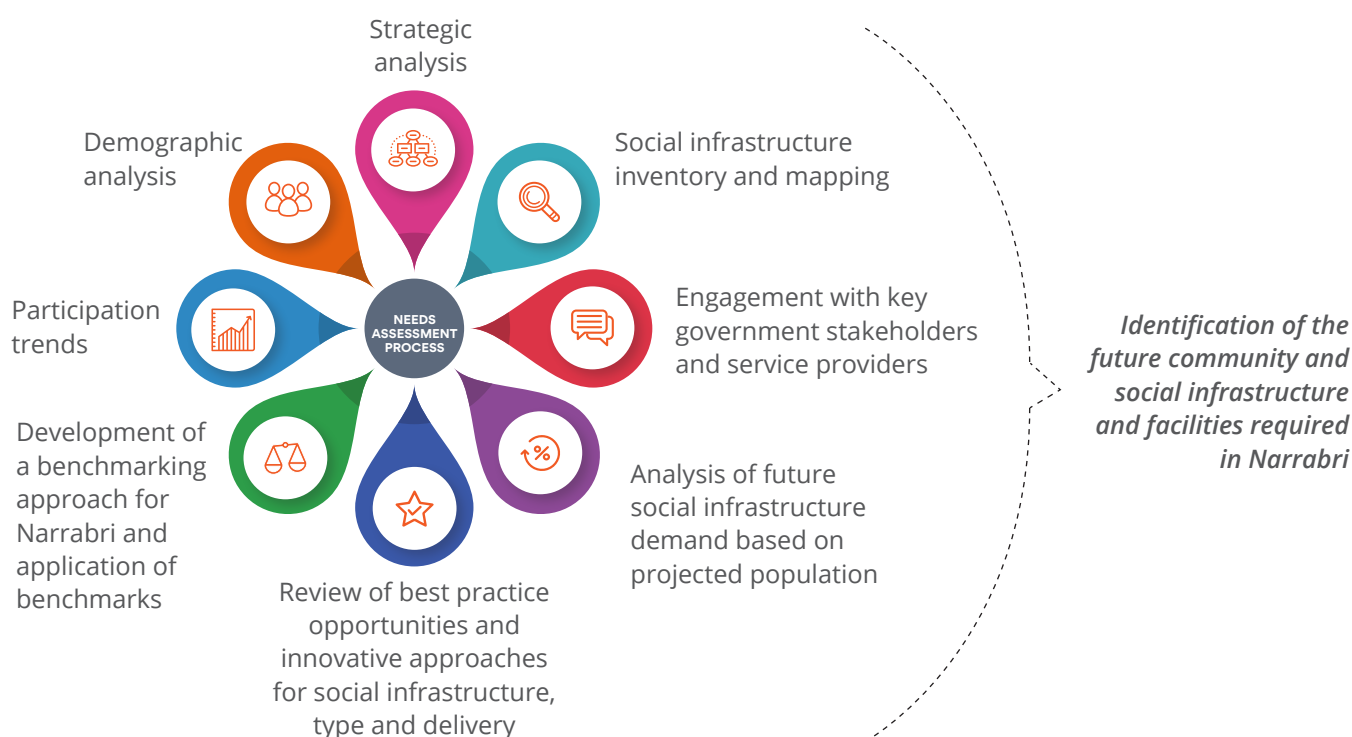 Strategic
analysis
Social infrastructure
inventory and mapping
Engagement with key
government stakeholders
and service providers
Analysis of future
social infrastructure
demand based on
projected population
Review of best practice
opportunities and
innovative approaches
for social infrastructure,
type and delivery
Development of
a benchmarking
approach for
Narrabri and
application of
benchmarks
Participation
trends
Demographic
analysis
NEEDS
ASSESSMENT
PROCESS
%
Identification of the
future community and
social infrastructure
and facilities required
in Narrabri